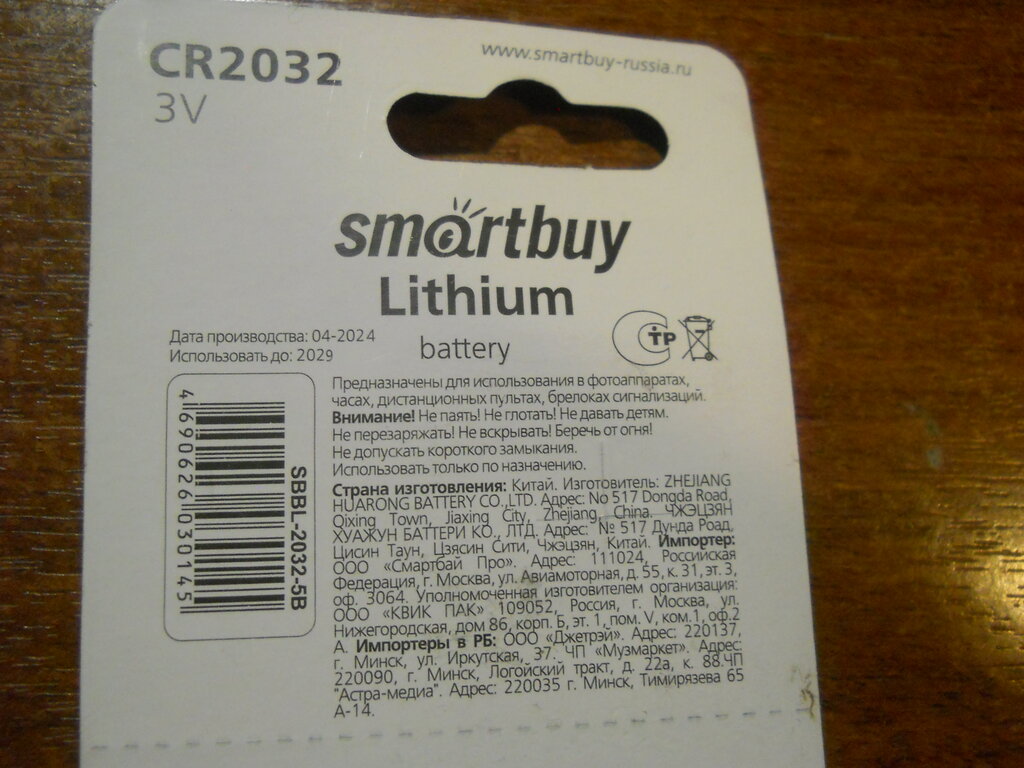 CR2032
3V
www.smartbuy-russia.ru
smartbuy
Lithium
battery
Дата производства: 04-2024
Использовать до: 2029
TP
4 690626 030145
SBBL-2032-5B
Предназначены для использования в фотоаппаратах,
часах, дистанционных пультах, брелоках сигнализаций.
Внимание! Не паять! Не глотать! Не давать детям.
Не перезаряжать! Не вскрывать! Беречь от огня!
Не допускать короткого замыкания.
Использовать только по назначению.
Страна изготовления: Китай. Изготовитель: ZHEJIANG
HUARONG BATTERY CO.,LTD. Адрес: No 517 Dongda Road,
Qixing Town, Jiaxing City, Zhejiang, China. ЧЖЭЦЗЯН
ХУАЖУН БАТТЕРИ КО., ЛТД. Адрес: № 517 Дунда Роад,
Цисин Таун, Цзясин Сити, Чжэцзян, Китай. Импортер:
ООО «Смартбай Про». Адрес: 111024, Российская
Федерация, г. Москва, ул. Авиамоторная, д. 55, к. 31, эт. 3,
оф. 3064. Уполномоченная изготовителем организация:
ООО «КВИК ПАК» 109052, Россия, г. Москва, ул.
Нижегородская, дом 86, корп. Б, эт. 1, пом. V, ком.1, оф.2
А. Импортеры в РБ: ООО «Джетрэй». Адрес: 220137,
г. Минск, ул. Иркутская, 37. ЧП «Музмаркет». Адрес:
220090, г. Минск, Логойский тракт, д. 22а, к. 88.ЧП
"Астра-медиа". Адрес: 220035 г. Минск, Тимирязева 65
А-14.